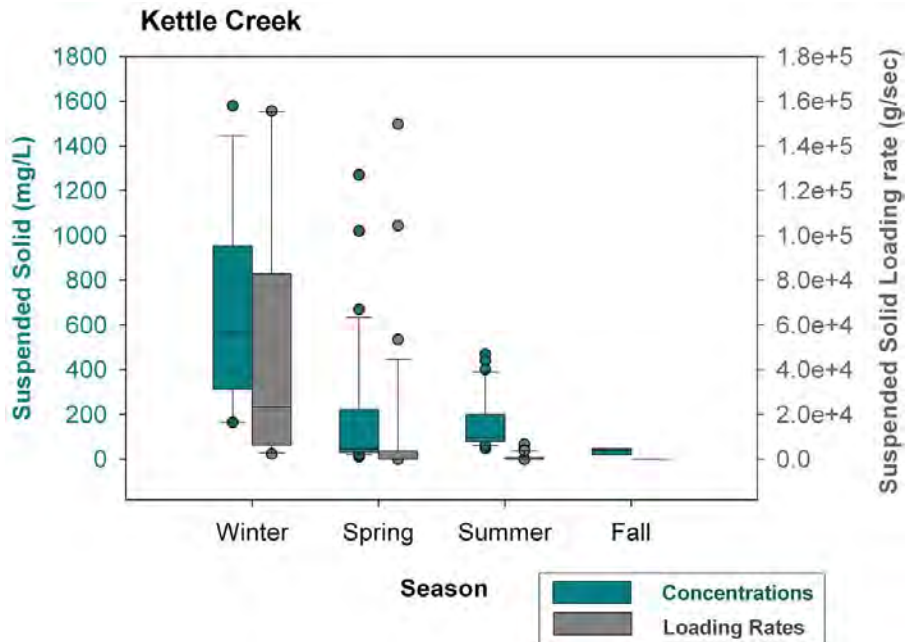 Kettle Creek
Suspended Solid (mg/L)
1800
1600
1400
1200
1000
800
600
400
200
0
1.8e+5
1.6e+5
1.4e+5
1.2e+5
1.0e+5
8.0e+4
6.0e+4
4.0e+4
2.0e+4
0.0
Suspended Solid Loading rate (g/sec)
Winter Spring Summer Fall
Season
Concentrations
Loading Rates